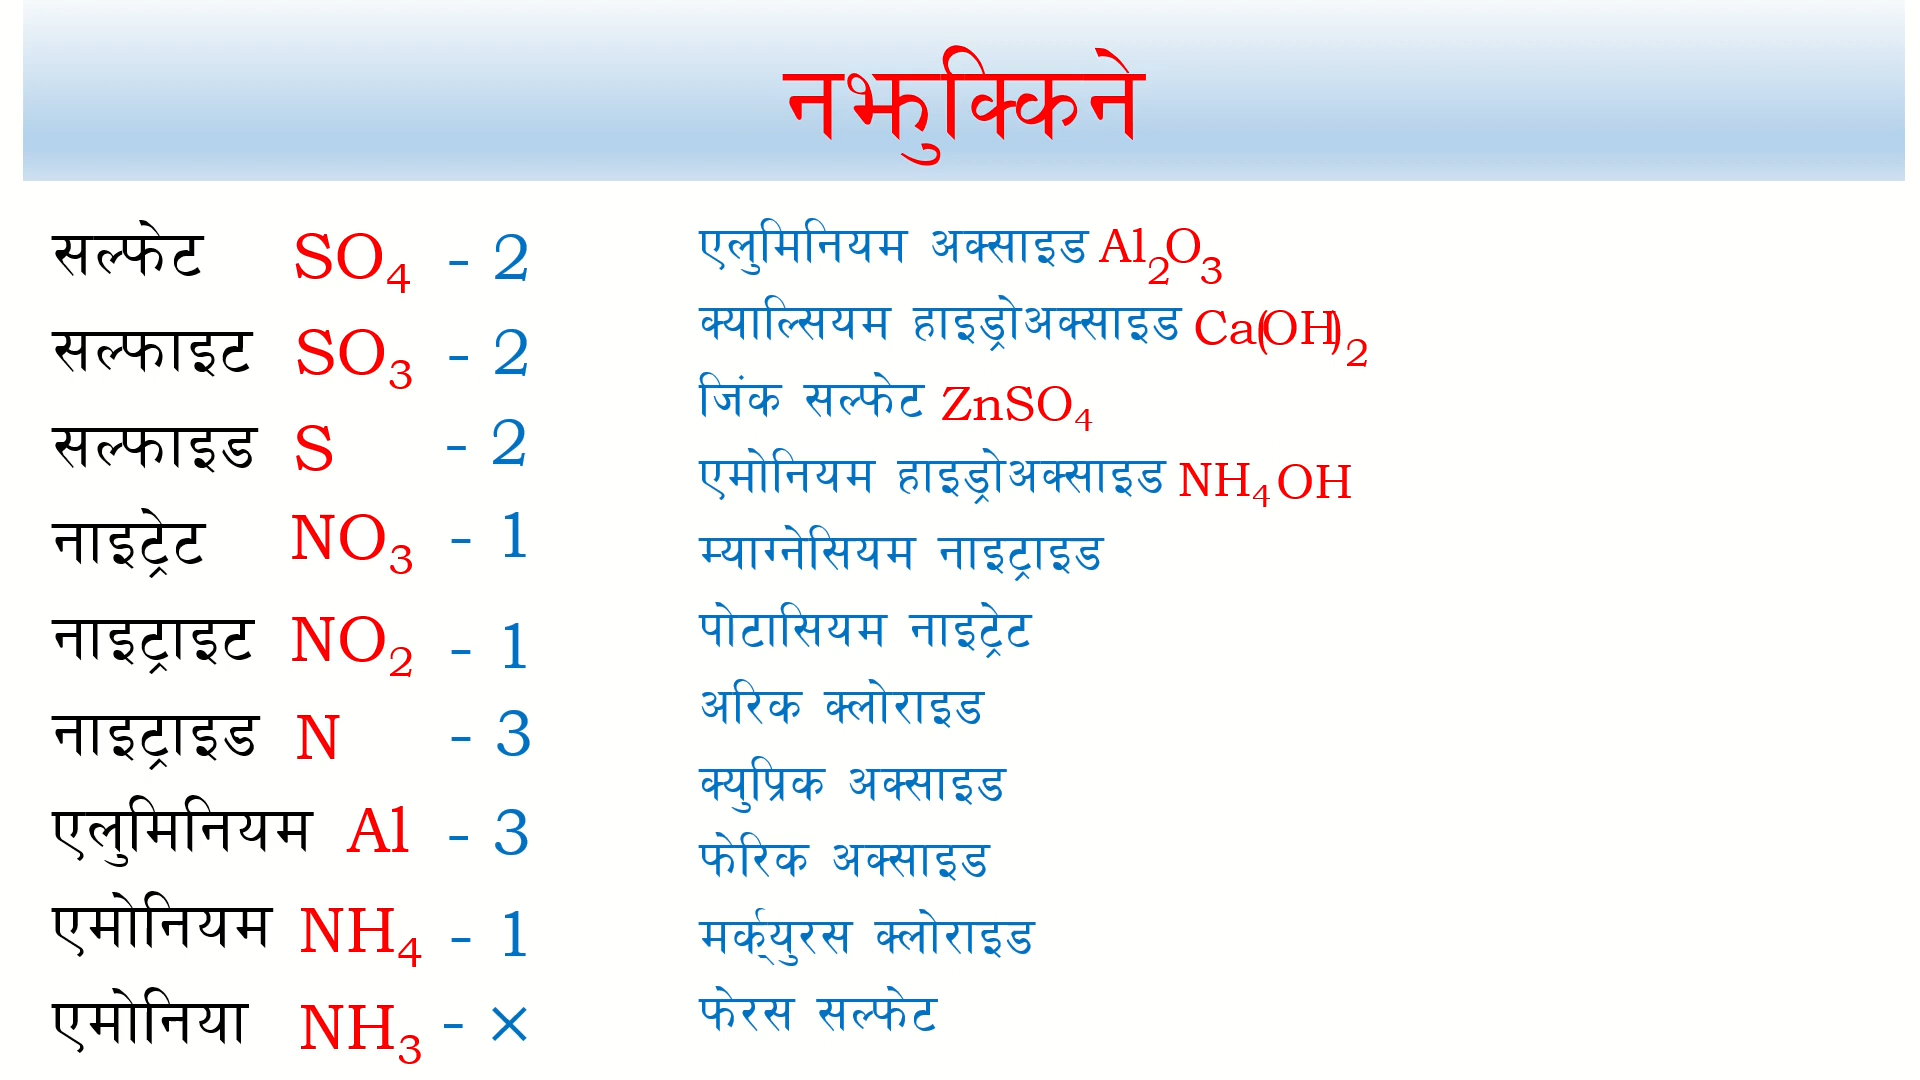 नझुक्किने
सल्फेट SO₄ - 2
सल्फाइट SO₃ - 2
सल्फाइड S - 2
नाइट्रेट NO₃ - 1
नाइट्राइट NO₂ - 1
नाइट्राइड N - 3
एलुमिनियम Al - 3
एमोनियम NH₄ - 1
एमोनिया NH₃ - ×
एलुमिनियम अक्साइड Al₂O₃
क्याल्सियम हाइड्रोअक्साइड Ca(OH)₂
जिंक सल्फेट ZnSO₄
एमोनियम हाइड्रोअक्साइड NH₄OH
म्याग्नेसियम नाइट्राइड
पोटासियम नाइट्रेट
अरिक क्लोराइड
क्युप्रिक अक्साइड
फेरिक अक्साइड
मर्क्युरस क्लोराइड
फेरस सल्फेट